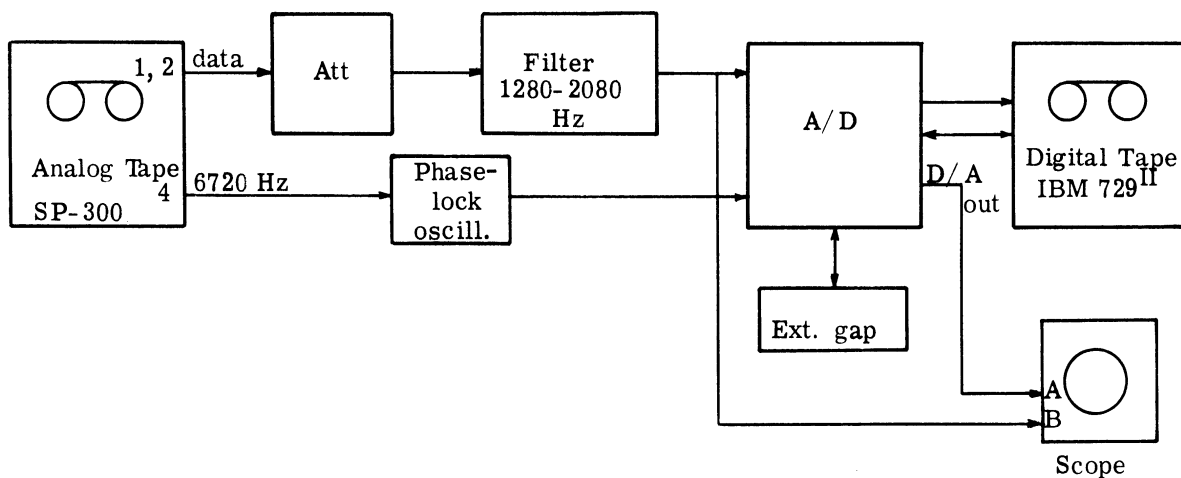 1, 2
data
Analog Tape
4
SP-300
6720 Hz
Att
Filter
1280-2080
Hz
Phase-
lock
oscill.
A/D
D/A
out
Ext. gap
Digital Tape
IBM 729II
A
B
Scope